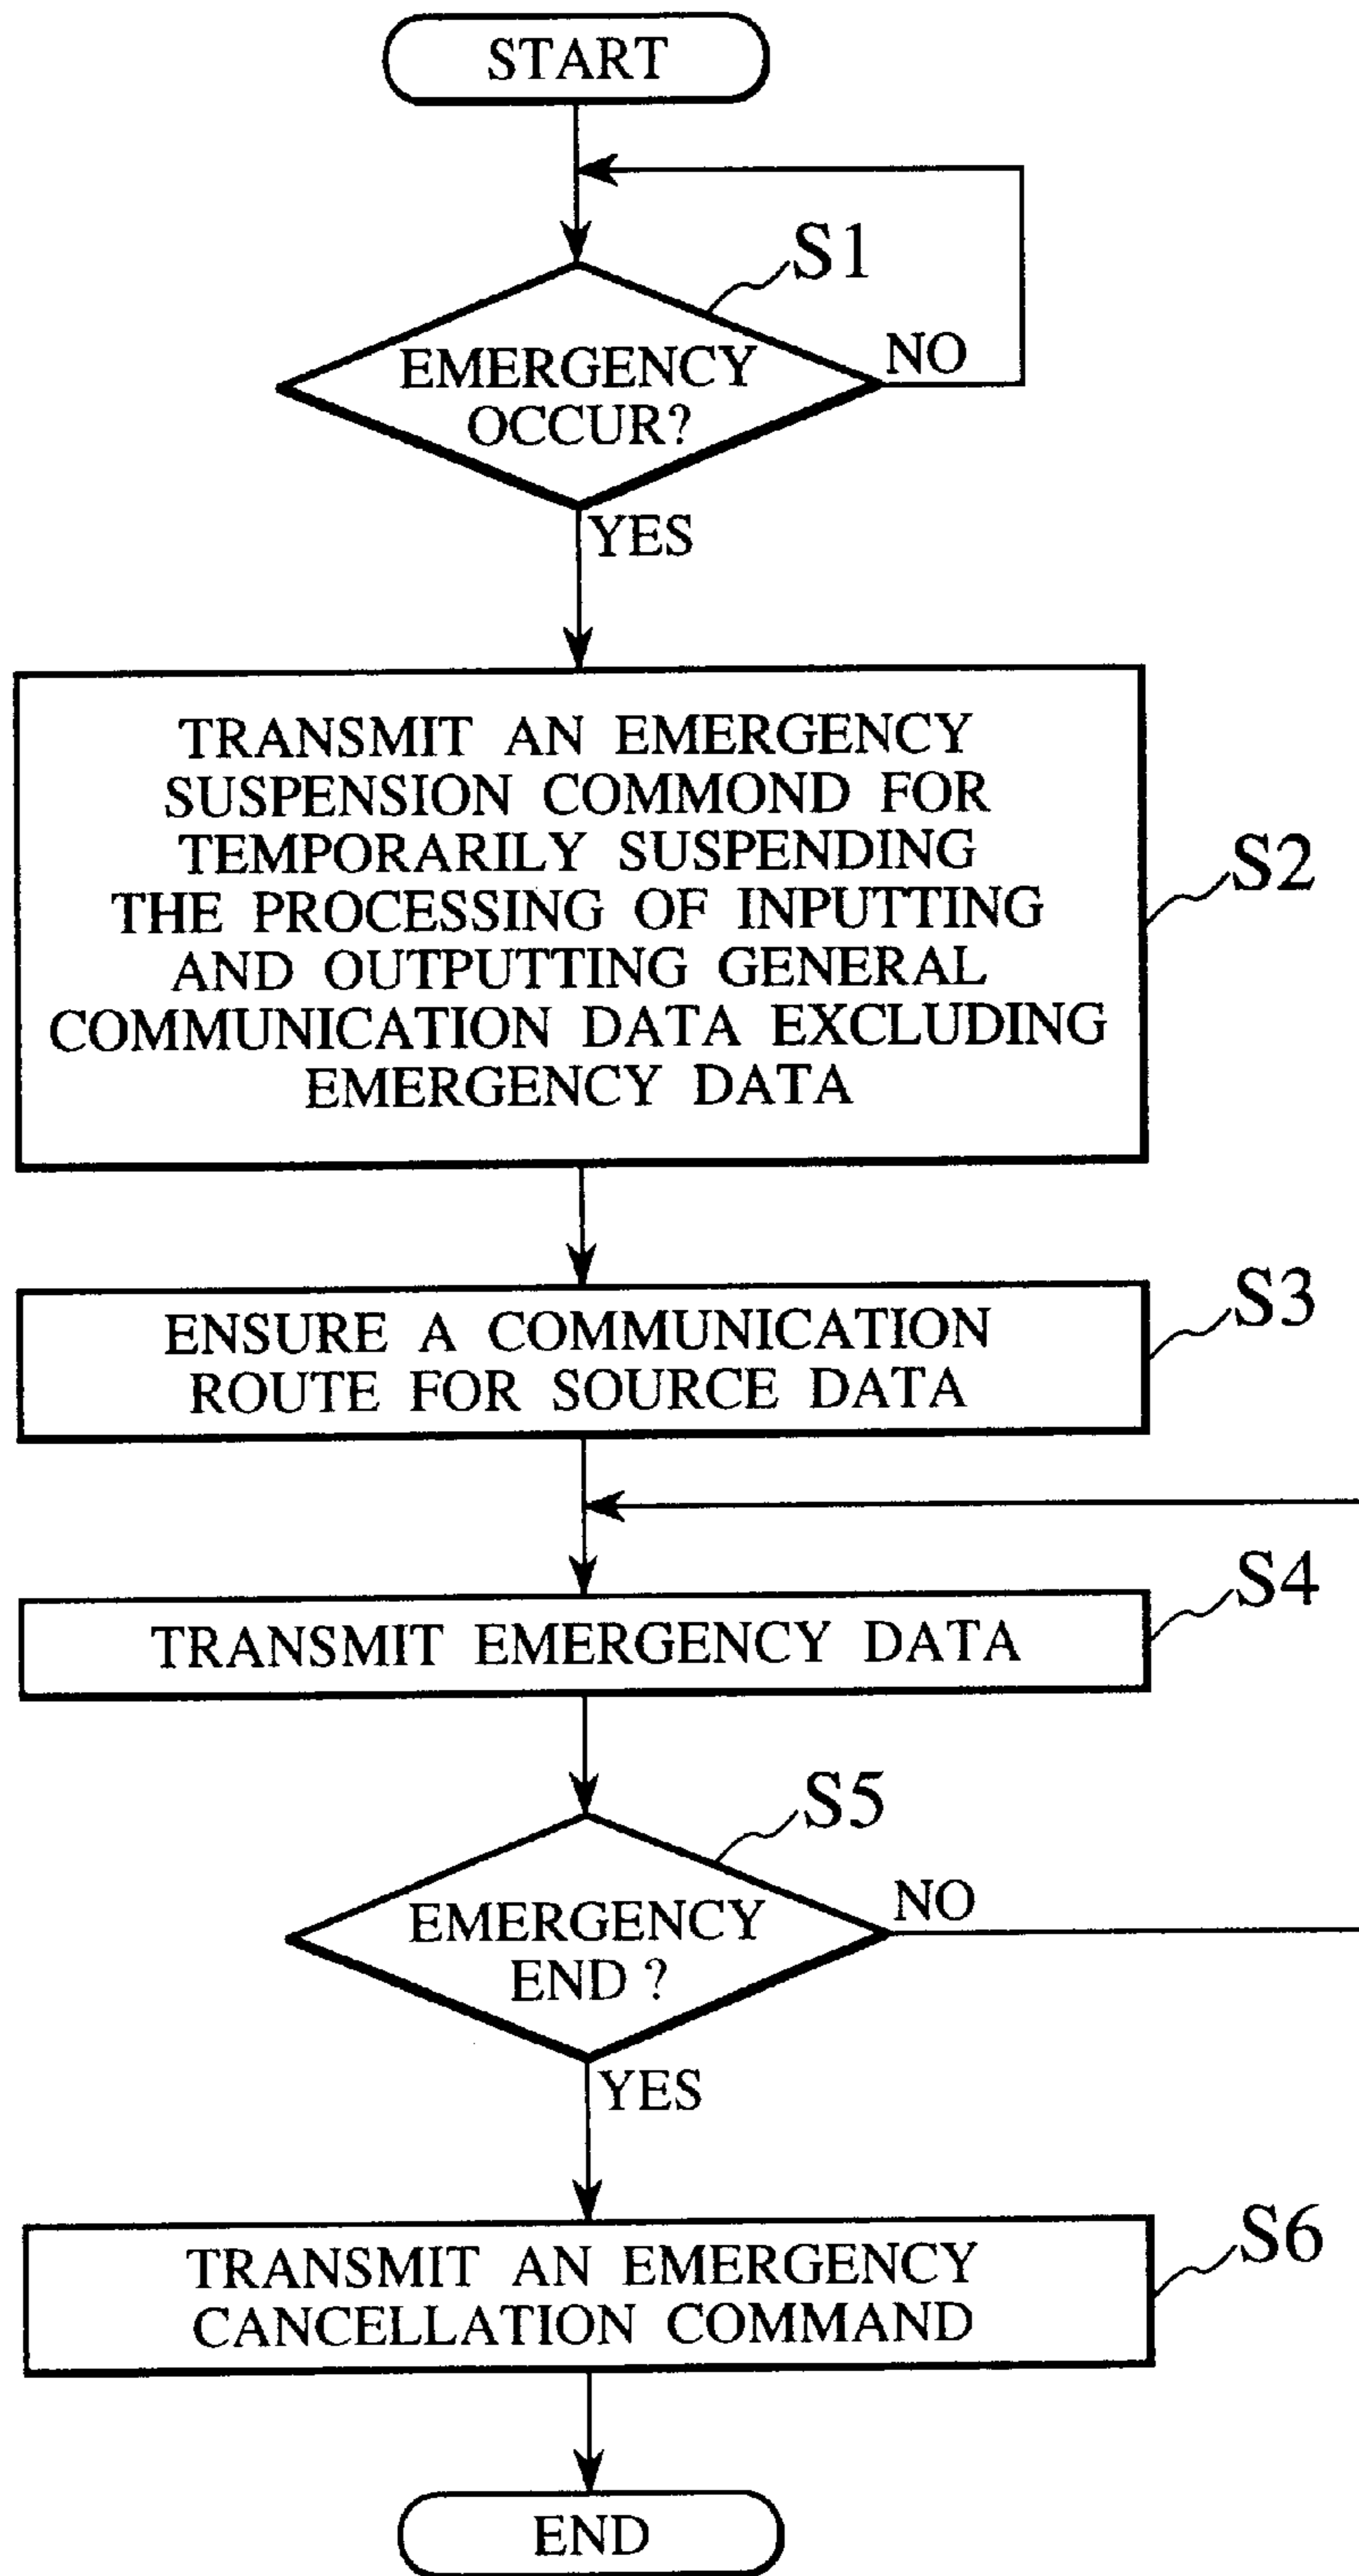 START
S1
EMERGENCY
OCCUR?
NO
YES
TRANSMIT AN EMERGENCY
SUSPENSION COMMOND FOR
TEMPORARILY SUSPENDING
THE PROCESSING OF INPUTTING
AND OUTPUTTING GENERAL
COMMUNICATION DATA EXCLUDING
EMERGENCY DATA
S2
ENSURE A COMMUNICATION
ROUTE FOR SOURCE DATA
S3
TRANSMIT EMERGENCY DATA
S4
S5
EMERGENCY
END ?
NO
YES
TRANSMIT AN EMERGENCY
CANCELLATION COMMAND
S6
END